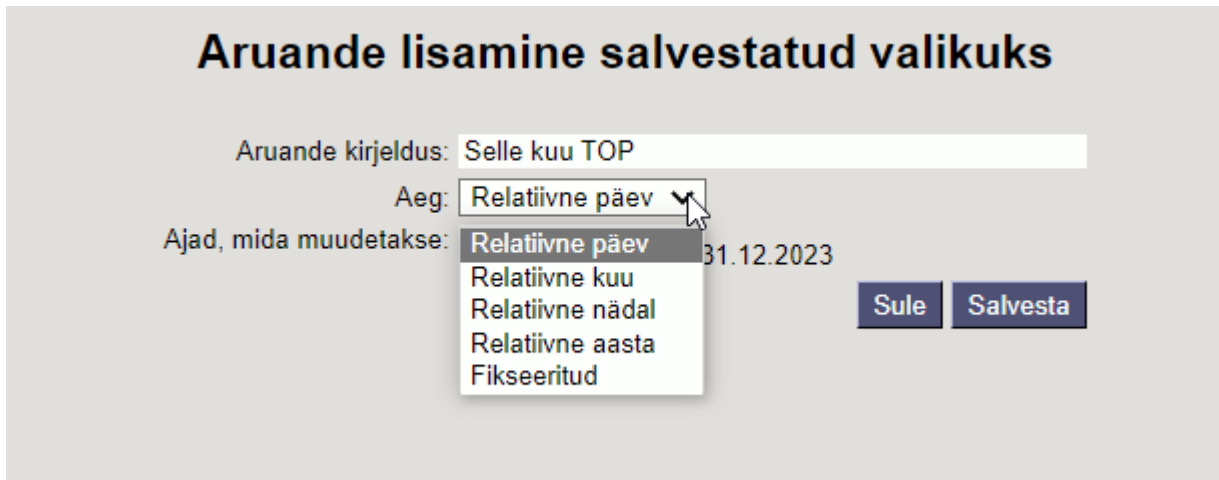 Aruande lisamine salvestatud valikuks
Aruande kirjeldus: Selle kuu TOP
Aeg: Relatiivne päev
Ajad, mida muudetakse:
Relatiivne päev
31.12.2023
Relatiivne kuu
Relatiivne nädal
Relatiivne aasta
Fikseeritud
Sule Salvesta